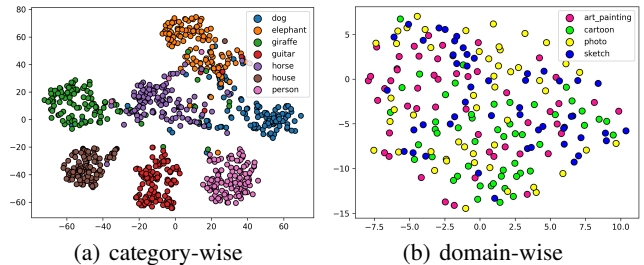 80
60
40
20
0
−20
−40
−60
−60
−40
−20
0
20
40
60
dog
elephant
giraffe
guitar
horse
house
person
(a) category-wise
5
0
−5
−10
−15
−7.5
−5.0
−2.5
0.0
2.5
5.0
7.5
10.0
art_painting
cartoon
photo
sketch
(b) domain-wise